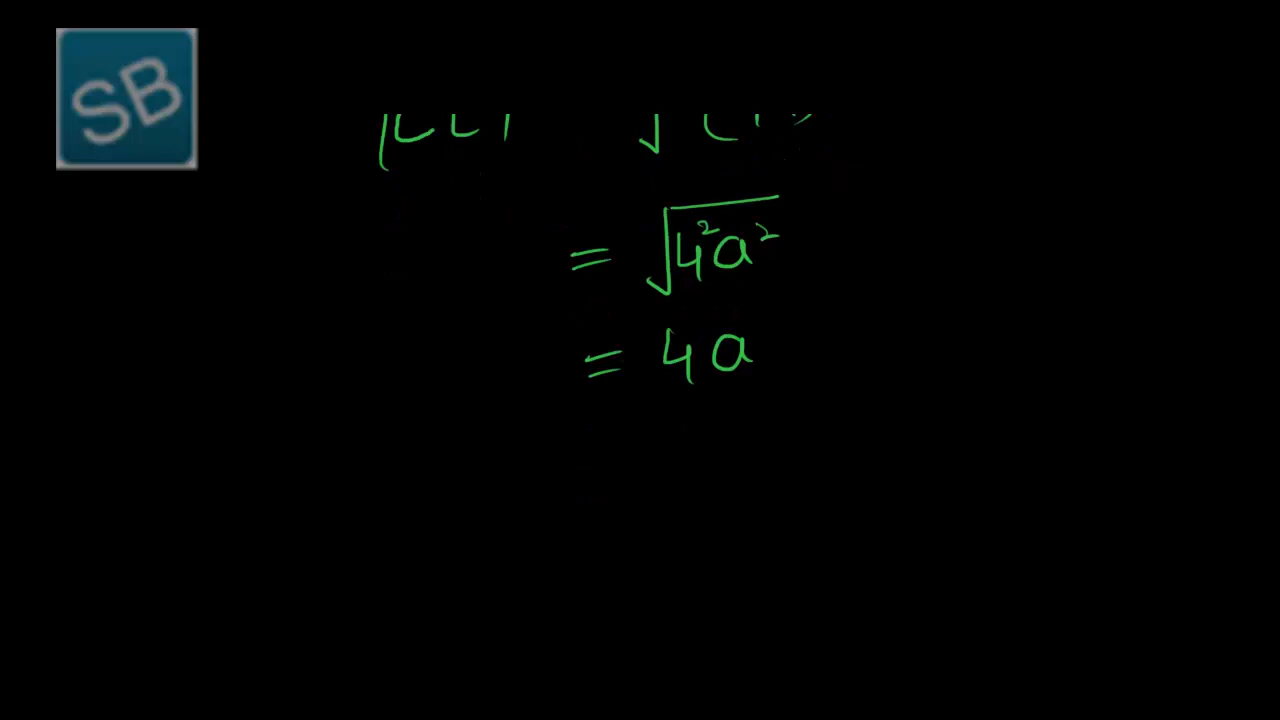 SB
= √4²a²
= 4a